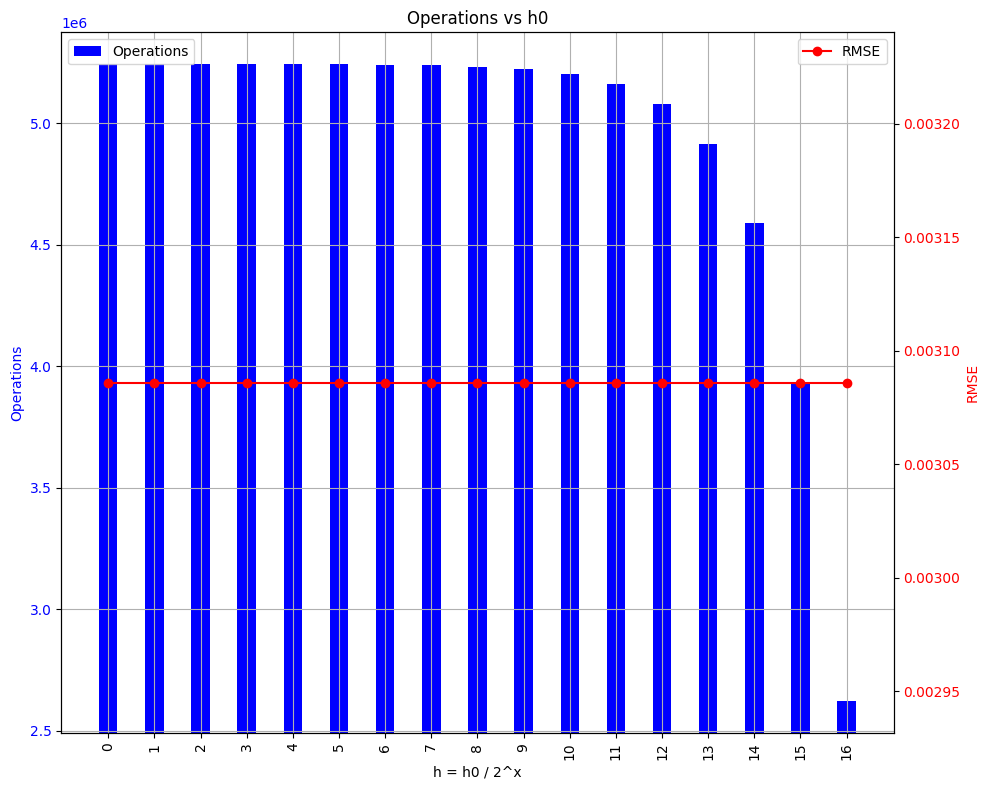 Operations vs h0
1e6
Operations
RMSE
5.0
4.5
4.0
3.5
3.0
2.5
Operations
0.00320
0.00315
0.00310
0.00305
0.00300
0.00295
RMSE
0 1 2 3 4 5 6 7 8 9 10 11 12 13 14 15 16
h = h0 / 2^x